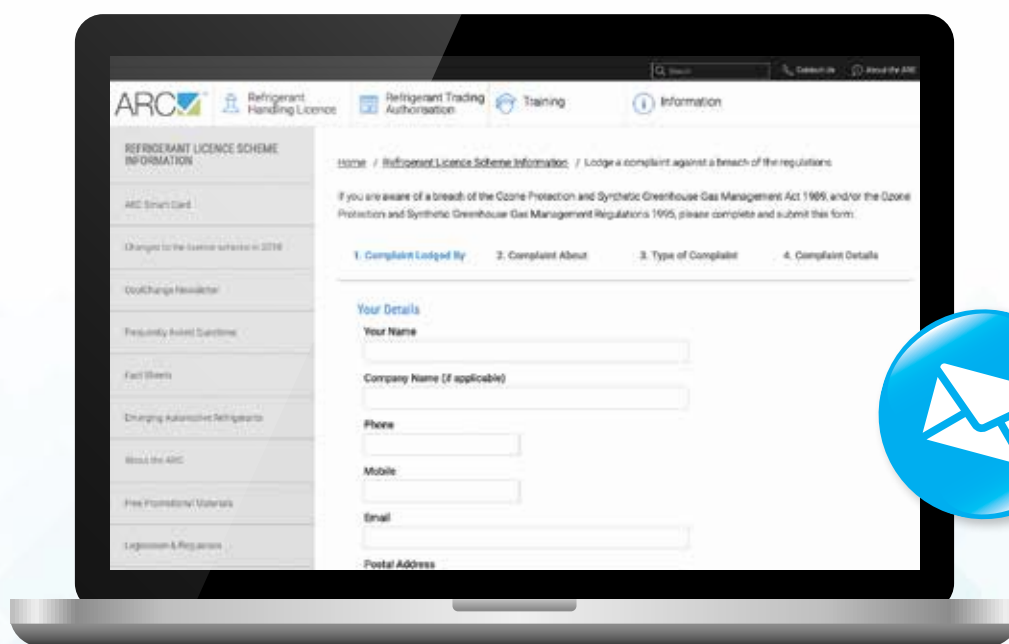 Search
Contact Us
About the ARC
ARC
Refrigerant
Handling Licence
Refrigerant Trading
Authorisation
Training
Information
REFRIGERANT LICENCE SCHEME
INFORMATION
ARC Smart Card
Changes to the licence scheme in 2018
CoolChange Newsletter
Frequently Asked Questions
Fact Sheets
Emerging Automotive Refrigerants
About the ARC
Free Promotional Materials
Legislation & Regulation
Home / Refrigerant Licence Scheme Information / Lodge a complaint against a breach of the regulations
If you are aware of a breach of the Ozone Protection and Synthetic Greenhouse Gas Management Act 1989, and/or the Ozone
Protection and Synthetic Greenhouse Gas Management Regulations 1995, please complete and submit this form.
1. Complaint Lodged By
2. Complaint About
3. Type of Complaint
4. Complaint Details
Your Details
Your Name
Company Name (if applicable)
Phone
Mobile
Email
Postal Address